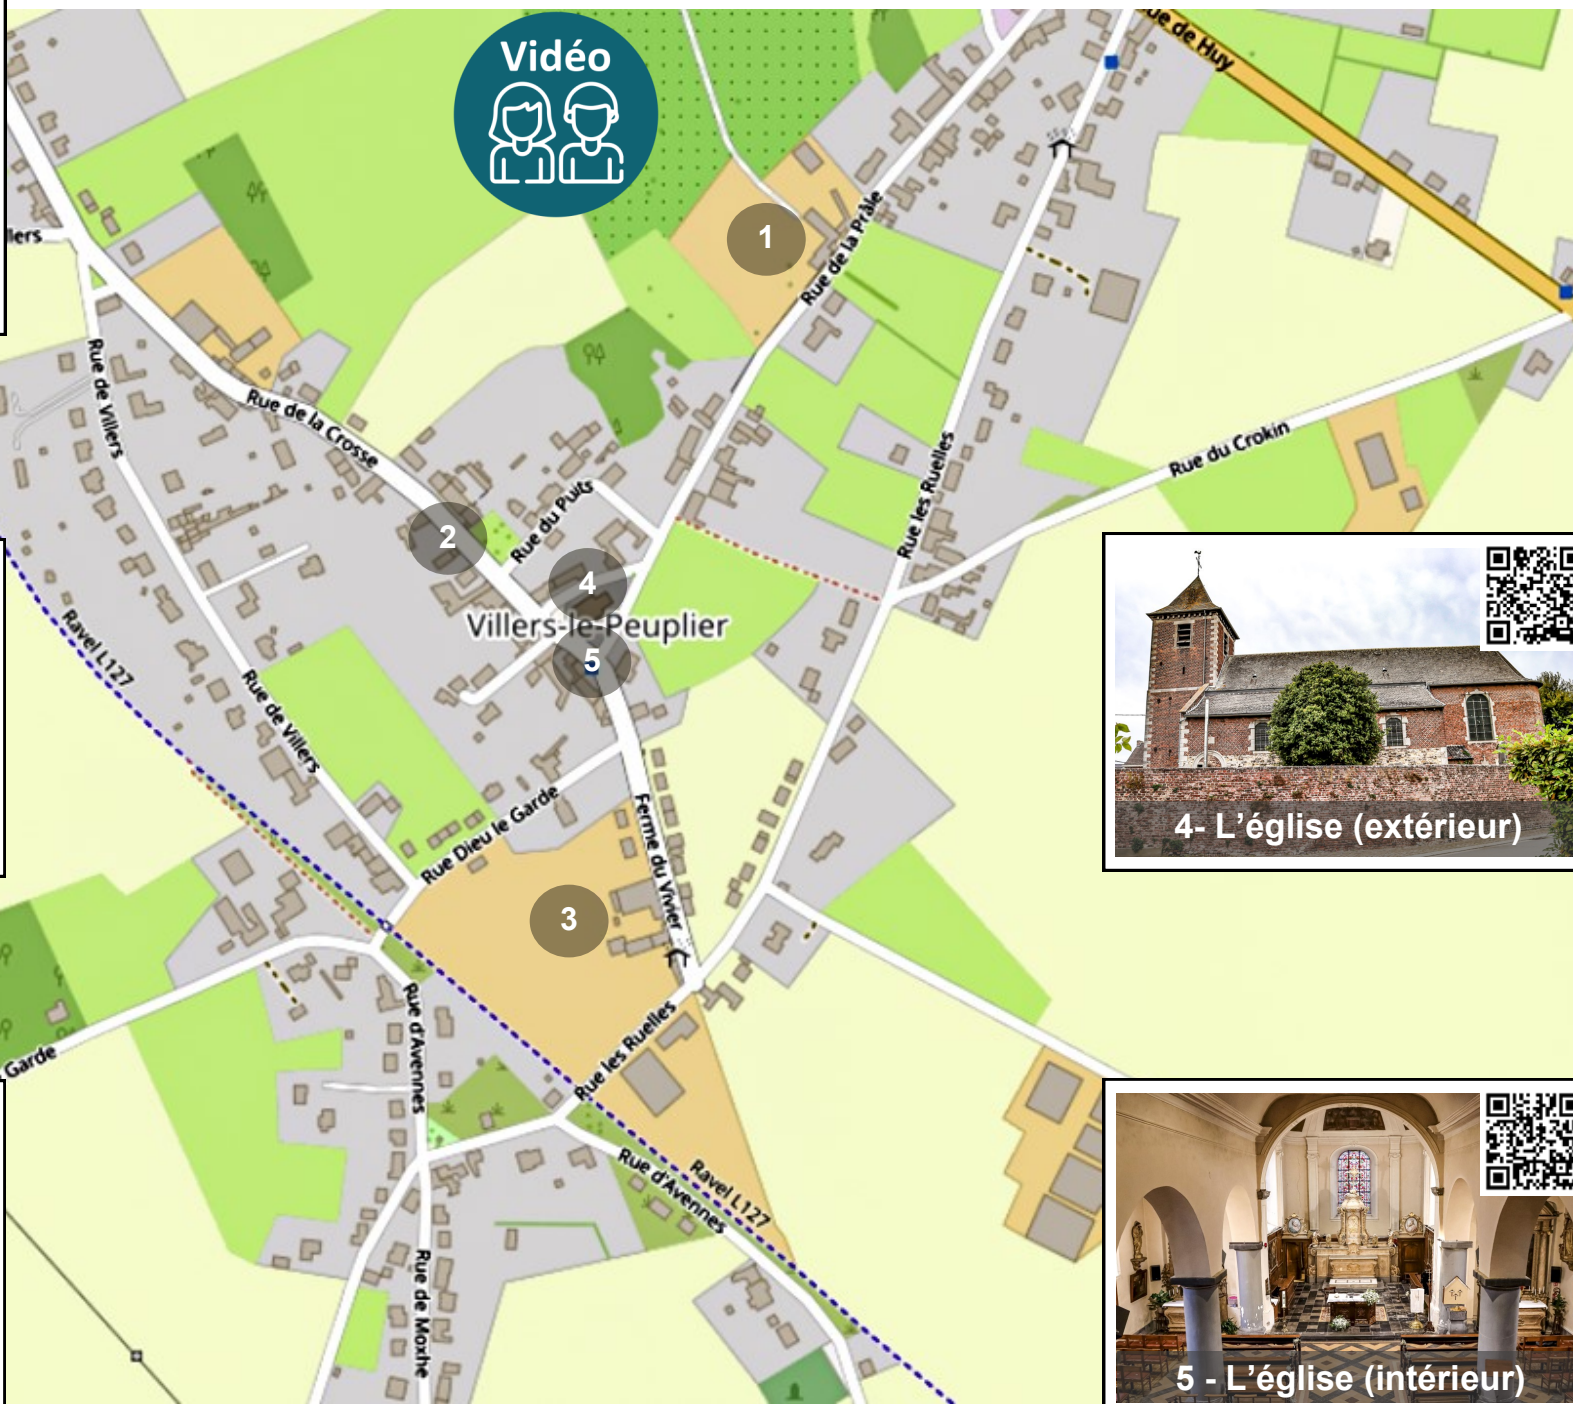 Vidéo
Rue de Huy
llers
1
Rue de la Prâle
Rue de Villers
Rue de la Crosse
Rue du Crokin
Rue les Ruelles
2
Rue du Puits
4
Villers-le-Peuplier
5
Ravel L127
Rue de Villers
Rue Dieu le Garde
Ferme du Vivier
4- L'église (extérieur)
3
Garde
Rue d'Avennes
Rue les Ruelles
Rue d'Avennes
Ravel L127
Rue de Moxhe
5 - L'église (intérieur)